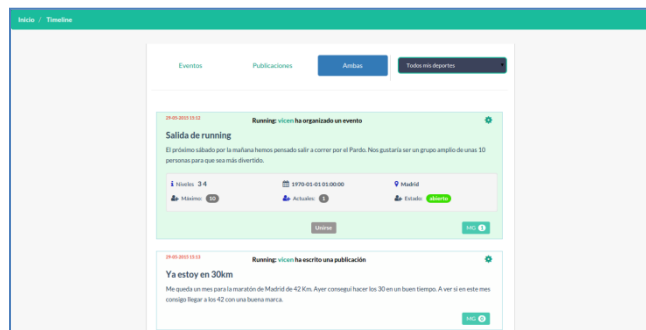 Inicio / Timeline
Eventos Publicaciones Ambas Todos mis deportes
29-05-2015 15:12 Running: vicen ha organizado un evento
Salida de running
El próximo sábado por la mañana hemos pensado salir a correr por el Pardo. Nos gustaría ser un grupo amplio de unas 10
personas para que sea más divertido.
Niveles 3 4 1970-01-01 01:00:00 Madrid
Máximo: 10 Actuales: 1 Estado: abierto
Unirse MG 0
29-05-2015 15:13 Running: vicen ha escrito una publicación
Ya estoy en 30km
Me queda un mes para la maratón de Madrid de 42 Km. Ayer conseguí hacer los 30 en un buen tiempo. A ver si en este mes
consigo llegar a los 42 con una buena marca.
MG 0